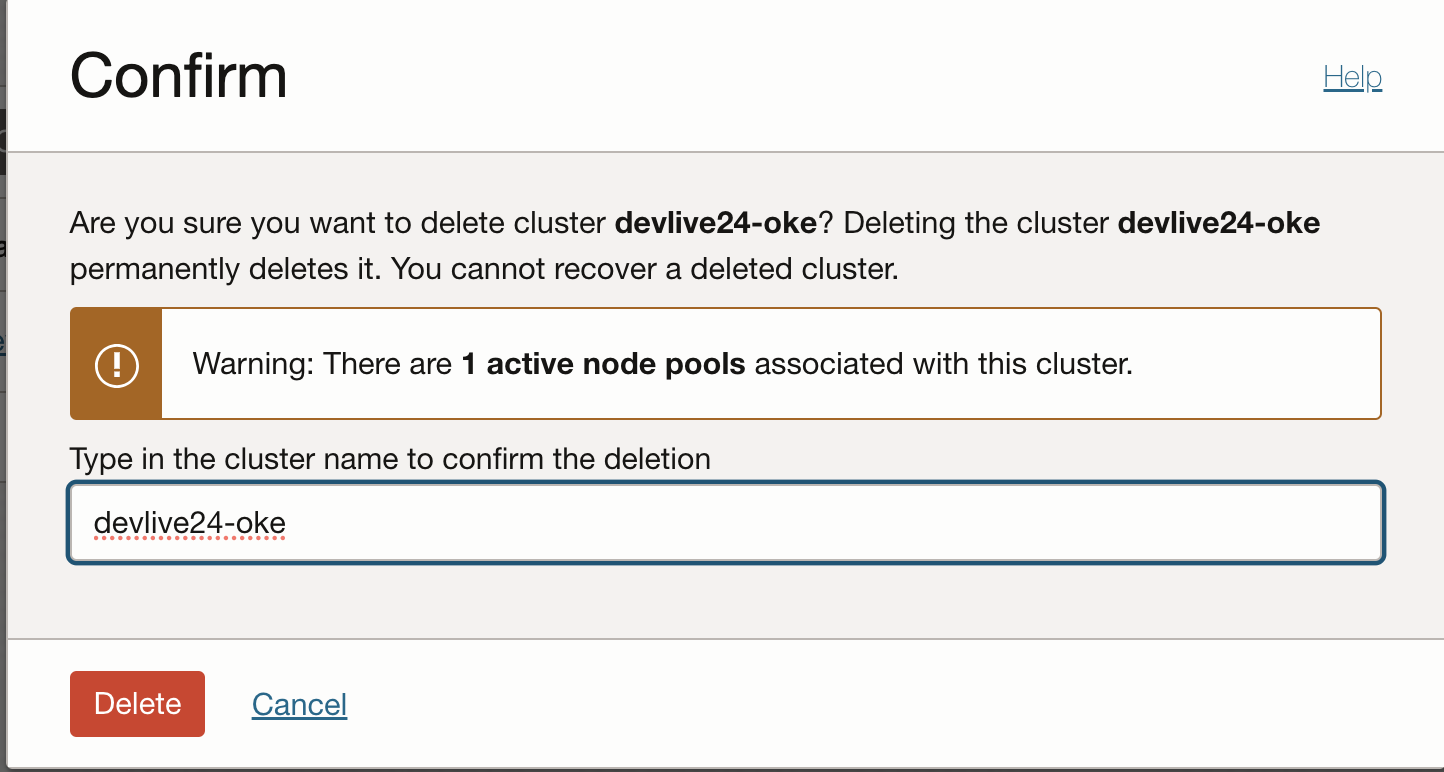 Confirm
Help
Are you sure you want to delete cluster devlive24-oke? Deleting the cluster devlive24-oke
permanently deletes it. You cannot recover a deleted cluster.
Warning: There are 1 active node pools associated with this cluster.
Type in the cluster name to confirm the deletion
devlive24-oke
Delete
Cancel